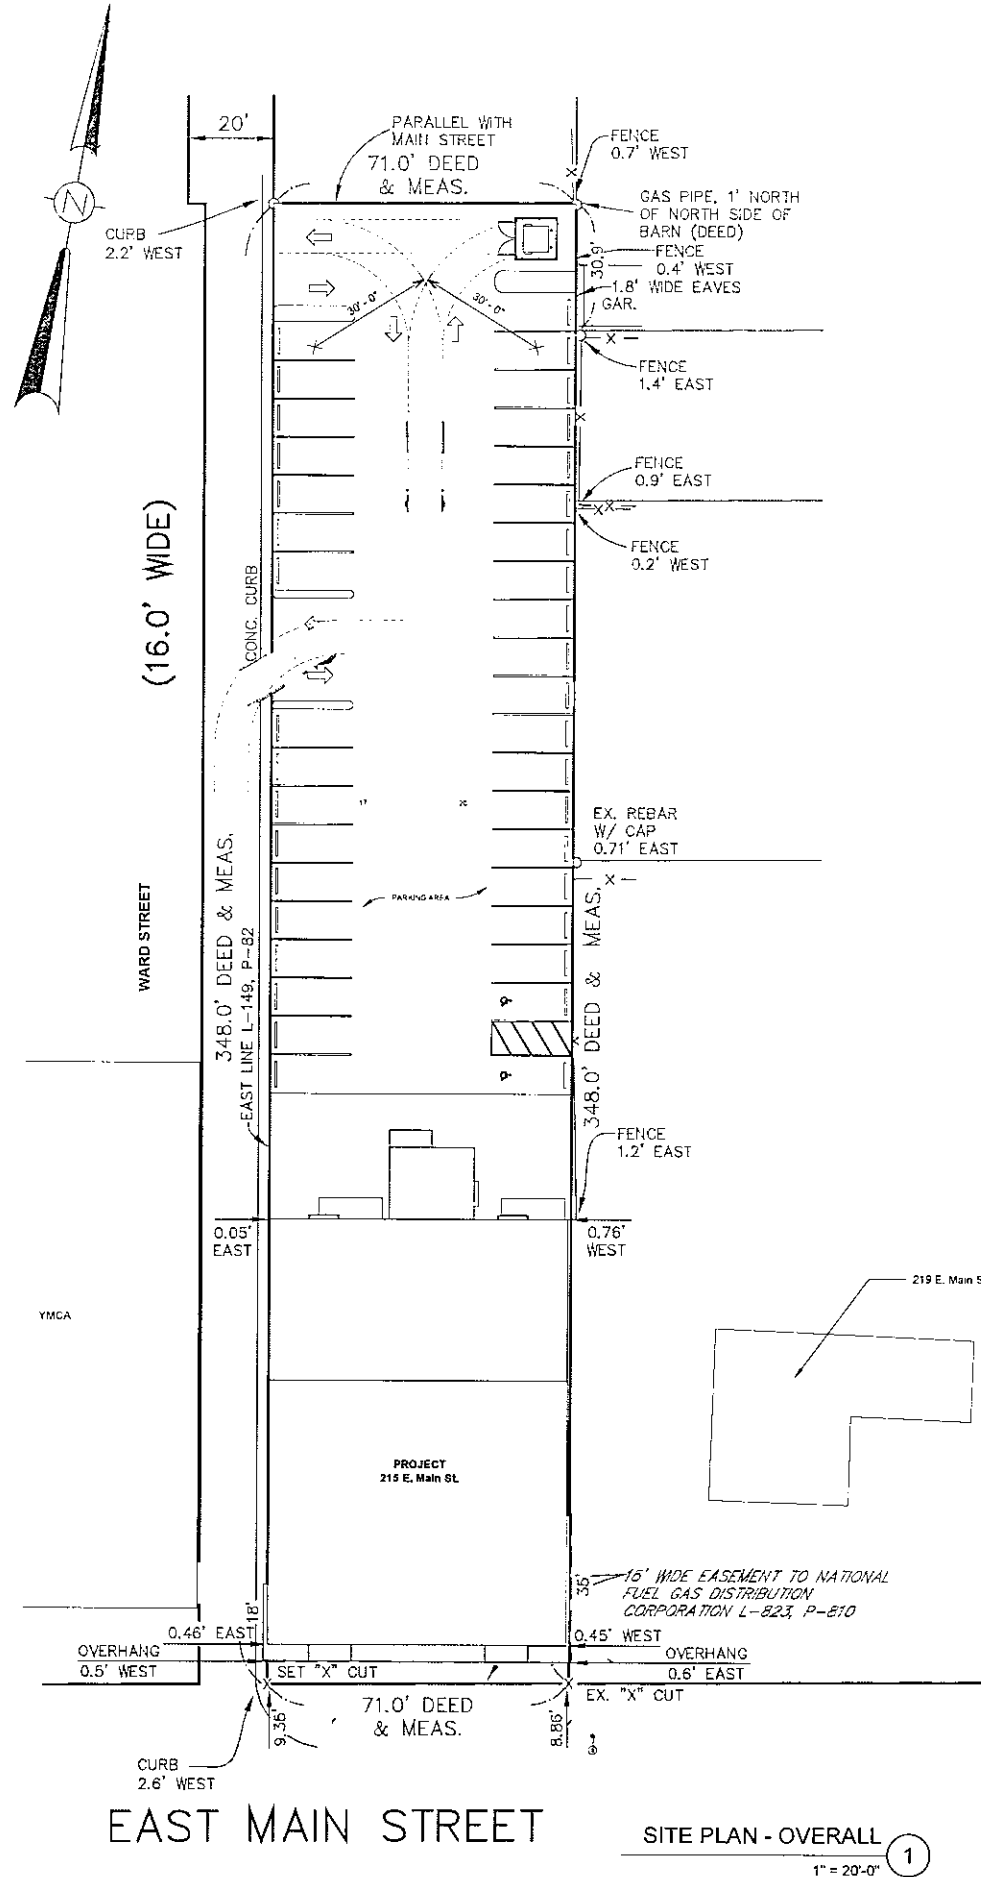 20'
PARALLEL WITH
MAIN STREET
71.0' DEED
& MEAS.
FENCE
0.7' WEST
X
N
CURB
2.2' WEST
GAS PIPE, 1' NORTH
OF NORTH SIDE OF
BARN (DEED)
30.9'
FENCE
0.4' WEST
1.8' WIDE EAVES
GAR.
30'-0"
30'-0"
X
FENCE
1.4' EAST
X
FENCE
0.9' EAST
X X
FENCE
0.2' WEST
(16.0' WIDE)
CONC. CURB
17
EX. REBAR
W/ CAP
0.71' EAST
X
PARKING AREA
WARD STREET
348.0' DEED & MEAS.
EAST LINE L-149, P-82
348.0' DEED & MEAS.
X
FENCE
1.2' EAST
0.05'
EAST
0.76'
WEST
YMCA
219 E. Main S
PROJECT
215 E. Main St.
16' WIDE EASEMENT TO NATIONAL
FUEL GAS DISTRIBUTION
CORPORATION L-823, P-810
35'
18'
0.46' EAST
0.45' WEST
OVERHANG
0.5' WEST
OVERHANG
0.6' EAST
SET "X" CUT
EX. "X" CUT
71.0' DEED
& MEAS.
9.36'
8.86'
CURB
2.6' WEST
EAST MAIN STREET
SITE PLAN - OVERALL
1
1" = 20'-0"